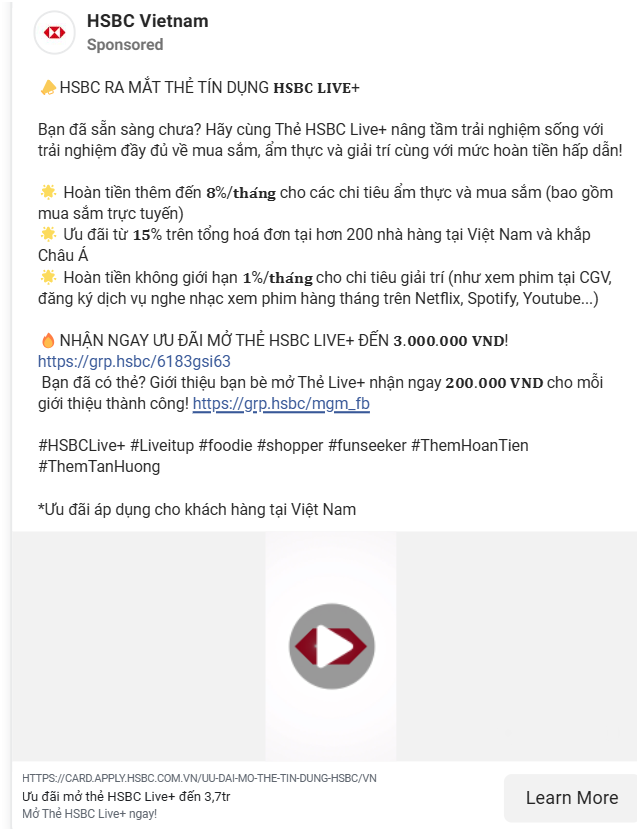 HSBC Vietnam
Sponsored
📣HSBC RA MẮT THẺ TÍN DỤNG HSBC LIVE+
Bạn đã sẵn sàng chưa? Hãy cùng Thẻ HSBC Live+ nâng tầm trải nghiệm sống với
trải nghiệm đầy đủ về mua sắm, ẩm thực và giải trí cùng với mức hoàn tiền hấp dẫn!
🌟 Hoàn tiền thêm đến 8%/tháng cho các chi tiêu ẩm thực và mua sắm (bao gồm
mua sắm trực tuyến)
🌟 Ưu đãi từ 15% trên tổng hoá đơn tại hơn 200 nhà hàng tại Việt Nam và khắp
Châu Á
🌟 Hoàn tiền không giới hạn 1%/tháng cho chi tiêu giải trí (như xem phim tại CGV,
đăng ký dịch vụ nghe nhạc xem phim hàng tháng trên Netflix, Spotify, Youtube...)
🔥 NHẬN NGAY ƯU ĐÃI MỞ THẺ HSBC LIVE+ ĐẾN 3.000.000 VND!
https://grp.hsbc/6183gsi63
Bạn đã có thẻ? Giới thiệu bạn bè mở Thẻ Live+ nhận ngay 200.000 VND cho mỗi
giới thiệu thành công! https://grp.hsbc/mgm_fb
#HSBCLive+ #Liveitup #foodie #shopper #funseeker #ThemHoanTien
#ThemTanHuong
*Ưu đãi áp dụng cho khách hàng tại Việt Nam
HTTPS://CARD.APPLY.HSBC.COM.VN/UU-DAI-MO-THE-TIN-DUNG-HSBC/VN
Ưu đãi mở thẻ HSBC Live+ đến 3,7tr
Mở Thẻ HSBC Live+ ngay!
Learn More